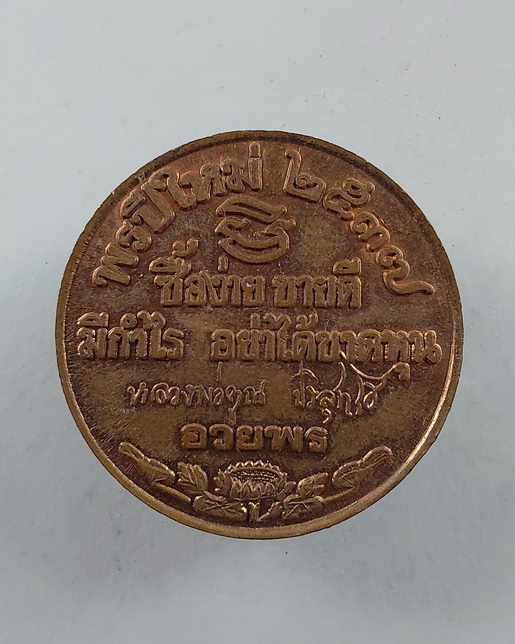 พรปีใหม่ ๒๕๓๗
ซื้อง่าย ขายดี
มีกำไร อย่าได้ขาดทุน
หลวงพ่อคูณ ปริสุทฺโธ
อวยพร